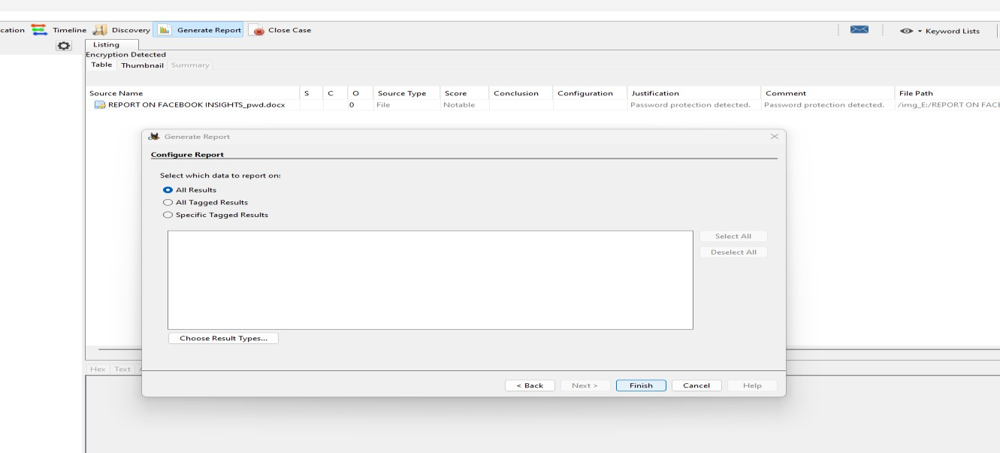 cation Timeline Discovery Generate Report Close Case Keyword Lists
Listing
Encryption Detected
Table Thumbnail Summary
Source Name S C O Source Type Score Conclusion Configuration Justification Comment File Path
REPORT ON FACEBOOK INSIGHTS_pwd.docx 0 File Notable Password protection detected. Password protection detected. /img_E:/REPORT ON FACE
Generate Report
Configure Report
Select which data to report on:
All Results
All Tagged Results
Specific Tagged Results
Select All
Deselect All
Choose Result Types...
Hex Text
< Back Next > Finish Cancel Help